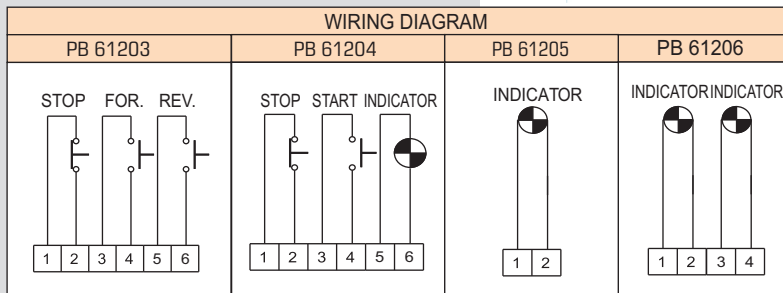 WIRING DIAGRAM
PB 61203 PB 61204 PB 61205 PB 61206
STOP FOR. REV. STOP START INDICATOR INDICATOR INDICATOR INDICATOR
1 2 3 4 5 6 1 2 3 4 5 6 1 2 1 2 3 4